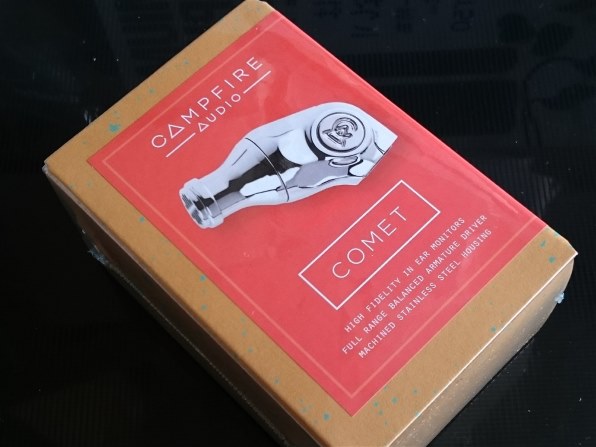 CAMPFIRE
AUDIO
COMET
HIGH FIDELITY IN EAR MONITORS
FULL RANGE BALANCED ARMATURE DRIVER
MACHINED STAINLESS STEEL HOUSING